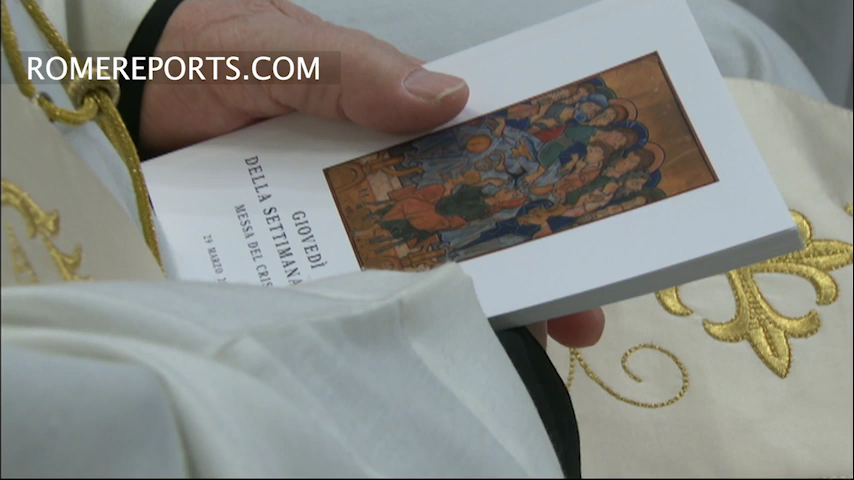 ROMEREPORTS.COM
GIOVEDÌ
DELLA SETTIMANA
MESSA DEL CRIS
29 MARZO